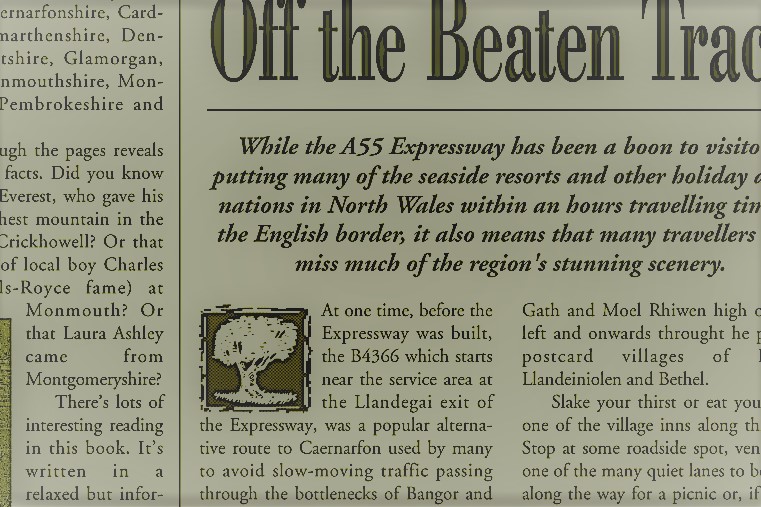 ernarfonshire, Card-
marthenshire, Den-
tshire, Glamorgan,
nmouthshire, Mon-
Pembrokeshire and
ugh the pages reveals
facts. Did you know
Everest, who gave his
hest mountain in the
Crickhowell? Or that
of local boy Charles
ls-Royce fame) at
Monmouth? Or
that Laura Ashley
came from
Montgomeryshire?
There's lots of
interesting reading
in this book. It's
written in a
relaxed but infor-
Off the Beaten Trac
While the A55 Expressway has been a boon to visito
putting many of the seaside resorts and other holiday
nations in North Wales within an hours travelling tim
the English border, it also means that many travellers
miss much of the region's stunning scenery.
At one time, before the
Expressway was built,
the B4366 which starts
near the service area at
the Llandegai exit of
the Expressway, was a popular alterna-
tive route to Caernarfon used by many
to avoid slow-moving traffic passing
through the bottlenecks of Bangor and
Gath and Moel Rhiwen high o
left and onwards throught he p
postcard villages of
Llandeiniolen and Bethel.
Slake your thirst or eat you
one of the village inns along th
Stop at some roadside spot, ven
one of the many quiet lanes to be
along the way for a picnic or, if